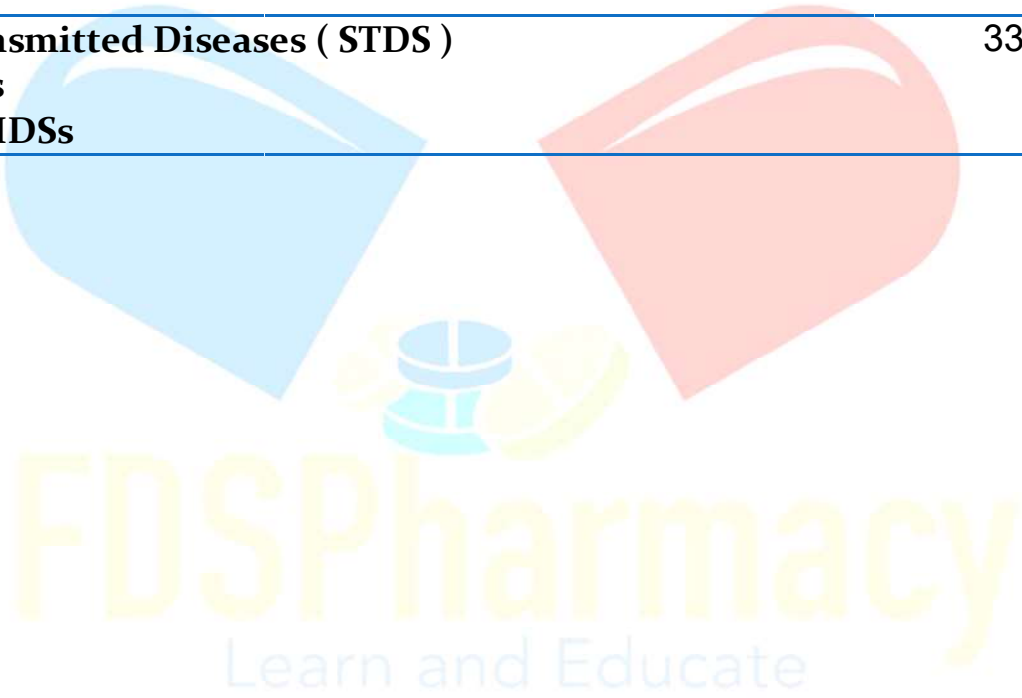 nsmitted Diseases ( STDS ) 33
s
IDSs
FDSPharmacy
Learn and Educate